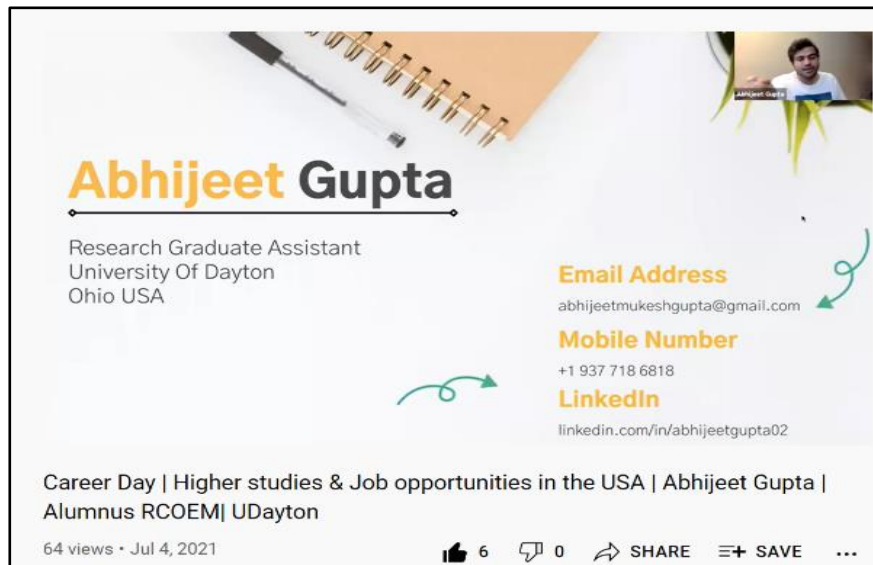 Abhijeet Gupta
Abhijeet Gupta
Research Graduate Assistant
University Of Dayton
Ohio USA
Email Address
abhijeetmukeshgupta@gmail.com
Mobile Number
+1 937 718 6818
LinkedIn
linkedin.com/in/abhijeetgupta02
Career Day | Higher studies & Job opportunities in the USA | Abhijeet Gupta |
Alumnus RCOEM| UDayton
64 views • Jul 4, 2021 6 0 SHARE SAVE